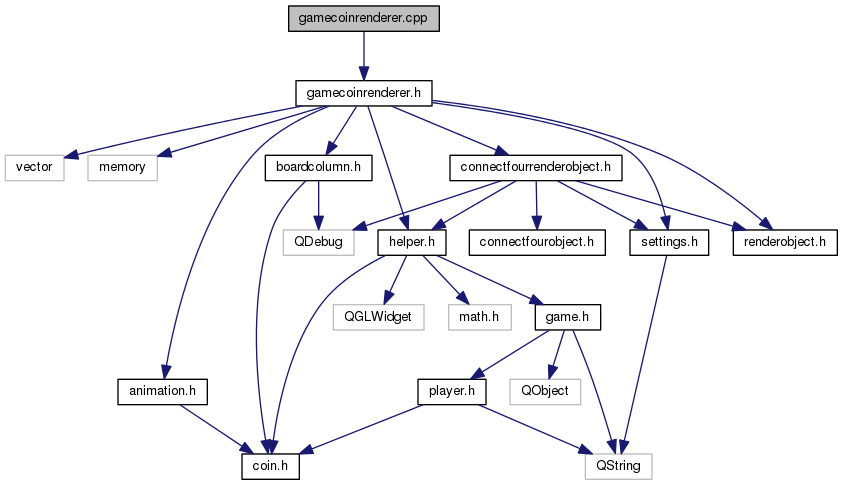 gamecoinrenderer.cpp
gamecoinrenderer.h
vector
memory
boardcolumn.h
connectfourrenderobject.h
QDebug
helper.h
connectfourobject.h
settings.h
renderobject.h
QGLWidget
math.h
game.h
animation.h
player.h
QObject
coin.h
QString